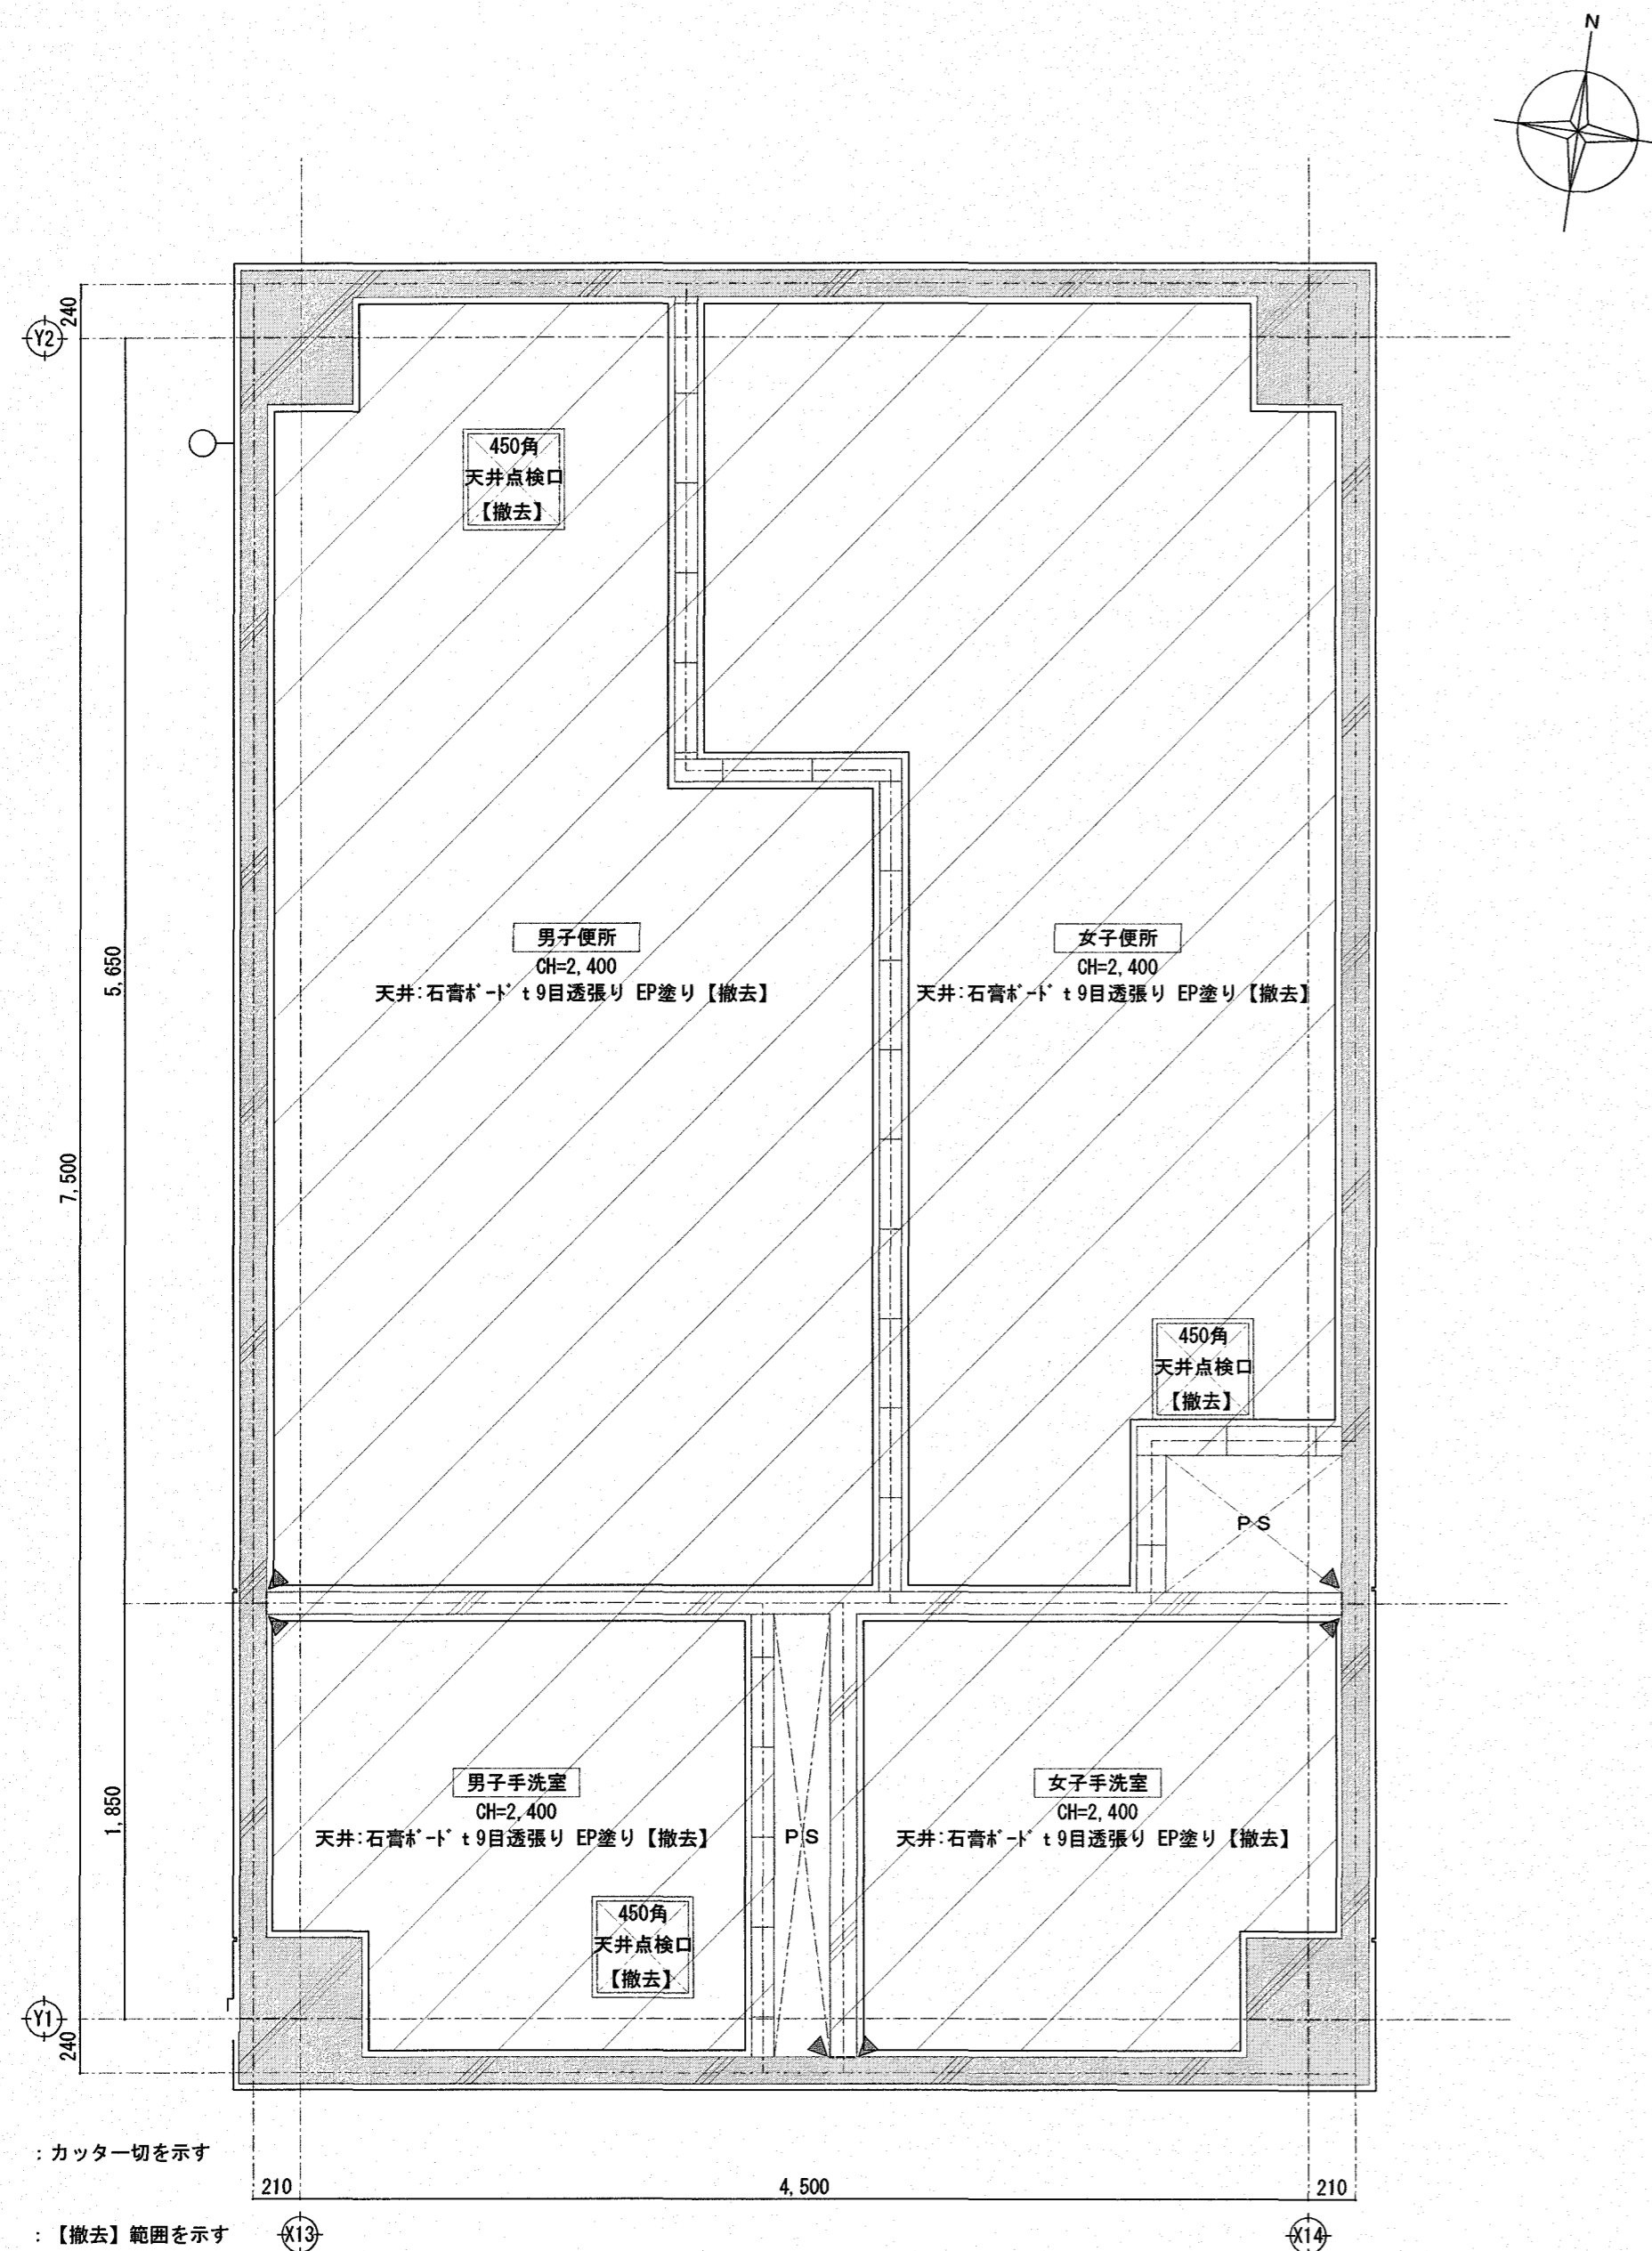 N
240
Y2
450角
天井点検口
【撤去】
男子便所
CH=2,400
天井:石膏ﾎﾞｰﾄﾞ t9目透張り EP塗り【撤去】
女子便所
CH=2,400
天井:石膏ﾎﾞｰﾄﾞ t9目透張り EP塗り【撤去】
5,650
7,500
450角
天井点検口
【撤去】
PS
男子手洗室
CH=2,400
天井:石膏ﾎﾞｰﾄﾞ t9目透張り EP塗り【撤去】
PS
女子手洗室
CH=2,400
天井:石膏ﾎﾞｰﾄﾞ t9目透張り EP塗り【撤去】
1,850
450角
天井点検口
【撤去】
Y1
240
:カッター切を示す
210
4,500
210
:【撤去】範囲を示す
X13
X14